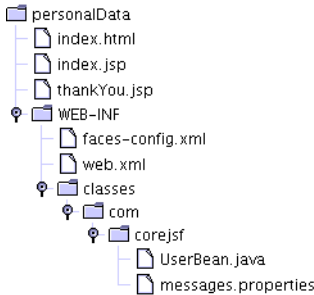 personalData
index.html
index.jsp
thankYou.jsp
WEB-INF
faces-config.xml
web.xml
classes
com
corejsf
UserBean.java
messages.properties